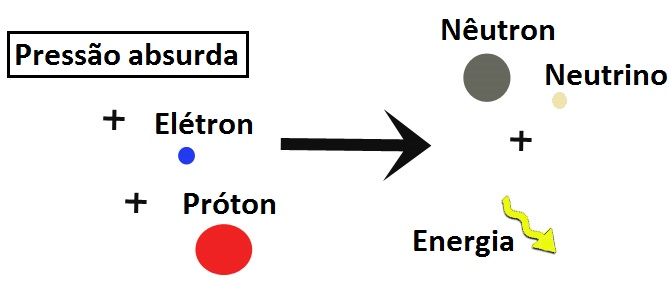 Pressão absurda
+ Elétron
+ Próton
Nêutron
Neutrino
+
Energia